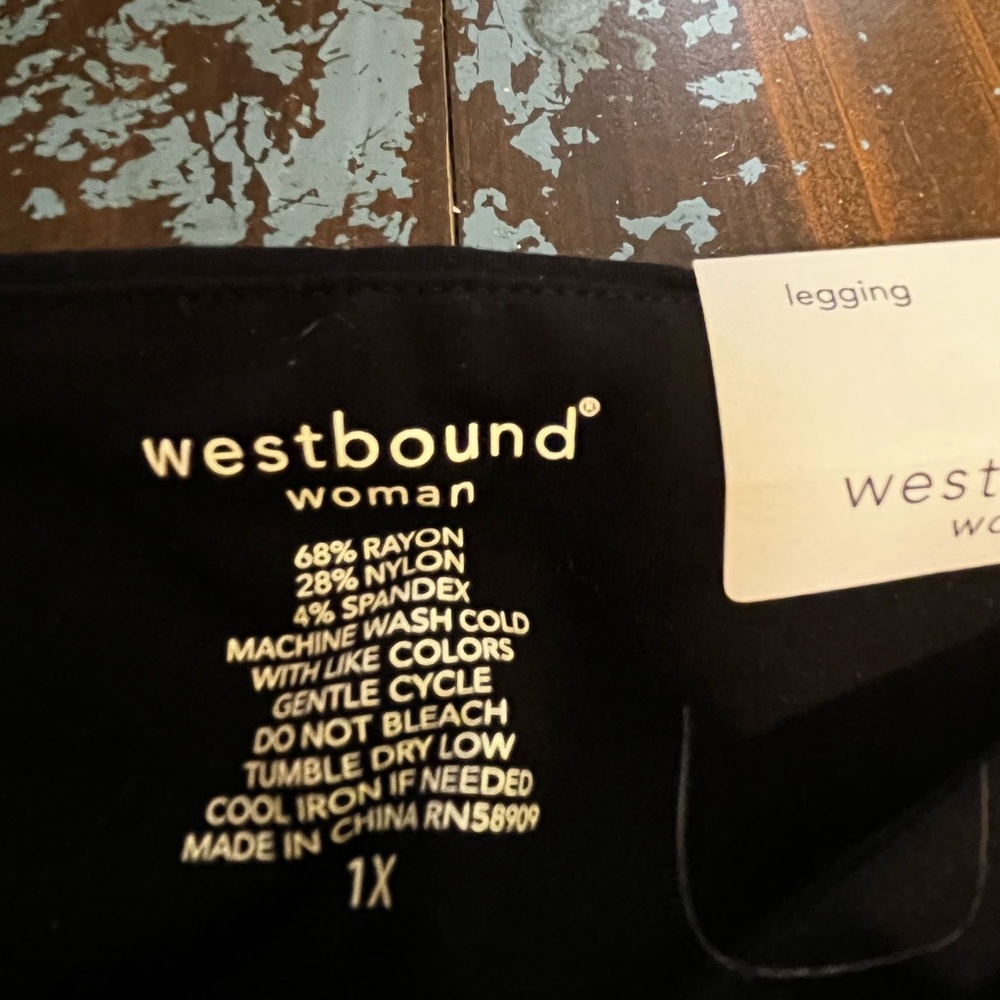 legging
westbound®
woman
68% RAYON
28% NYLON
4% SPANDEX
MACHINE WASH COLD
WITH LIKE COLORS
GENTLE CYCLE
DO NOT BLEACH
TUMBLE DRY LOW
COOL IRON IF NEEDED
MADE IN CHINA RN58909
1X
west
wo